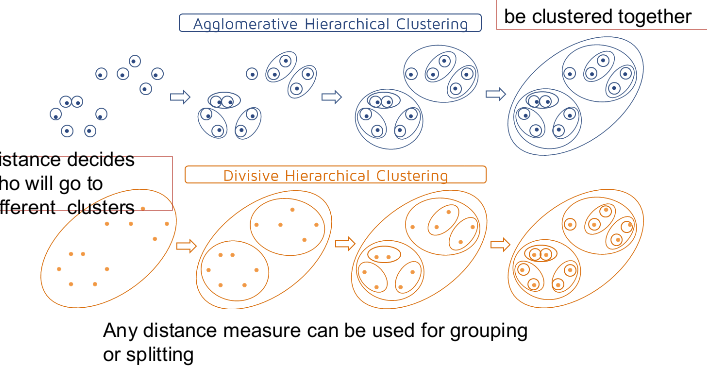 be clustered together
Agglomerative Hierarchical Clustering
istance decides
ho will go to
fferent clusters
Divisive Hierarchical Clustering
Any distance measure can be used for grouping
or splitting